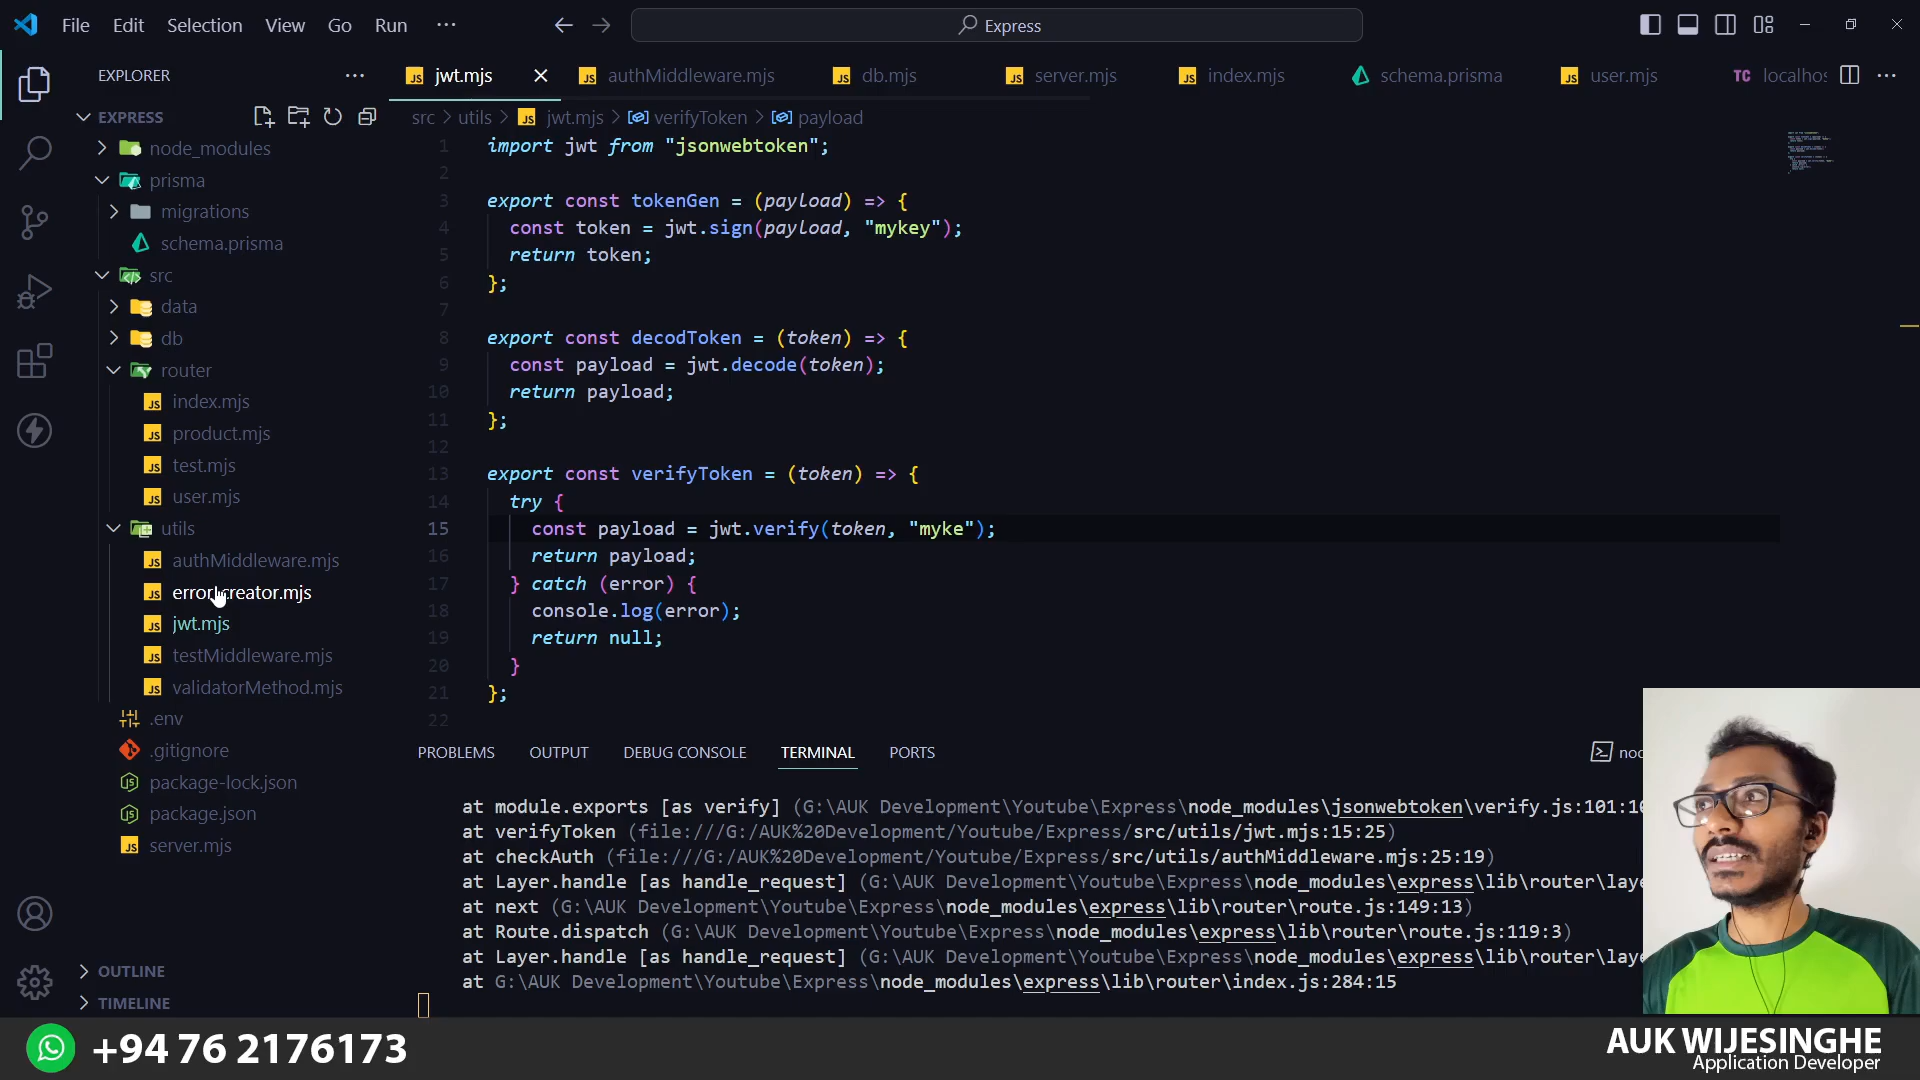 File Edit Selection View Go Run ··· Express
EXPLORER ···
jwt.mjs authMiddleware.mjs db.mjs server.mjs index.mjs schema.prisma user.mjs TC localhos ···
EXPRESS
src > utils > jwt.mjs > verifyToken > payload
node_modules
prisma
migrations
schema.prisma
src
data
db
router
index.mjs
product.mjs
test.mjs
user.mjs
utils
authMiddleware.mjs
error-creator.mjs
jwt.mjs
testMiddleware.mjs
validatorMethod.mjs
.env
.gitignore
package-lock.json
package.json
server.mjs
OUTLINE
TIMELINE
1 import jwt from "jsonwebtoken";
2
3 export const tokenGen = (payload) => {
4 const token = jwt.sign(payload, "mykey");
5 return token;
6 };
7
8 export const decodToken = (token) => {
9 const payload = jwt.decode(token);
10 return payload;
11 };
12
13 export const verifyToken = (token) => {
14 try {
15 const payload = jwt.verify(token, "myke");
16 return payload;
17 } catch (error) {
18 console.log(error);
19 return null;
20 }
21 };
22
PROBLEMS OUTPUT DEBUG CONSOLE TERMINAL PORTS
at module.exports [as verify] (G:\AUK Development\Youtube\Express\node_modules\jsonwebtoken\verify.js:101:1
at verifyToken (file:///G:/AUK%20Development/Youtube/Express/src/utils/jwt.mjs:15:25)
at checkAuth (file:///G:/AUK%20Development/Youtube/Express/src/utils/authMiddleware.mjs:25:19)
at Layer.handle [as handle_request] (G:\AUK Development\Youtube\Express\node_modules\express\lib\router\laye
at next (G:\AUK Development\Youtube\Express\node_modules\express\lib\router\route.js:149:13)
at Route.dispatch (G:\AUK Development\Youtube\Express\node_modules\express\lib\router\route.js:119:3)
at Layer.handle [as handle_request] (G:\AUK Development\Youtube\Express\node_modules\express\lib\router\laye
at G:\AUK Development\Youtube\Express\node_modules\express\lib\router\index.js:284:15
+94 76 2176173
AUK WIJESINGHE
Application Developer